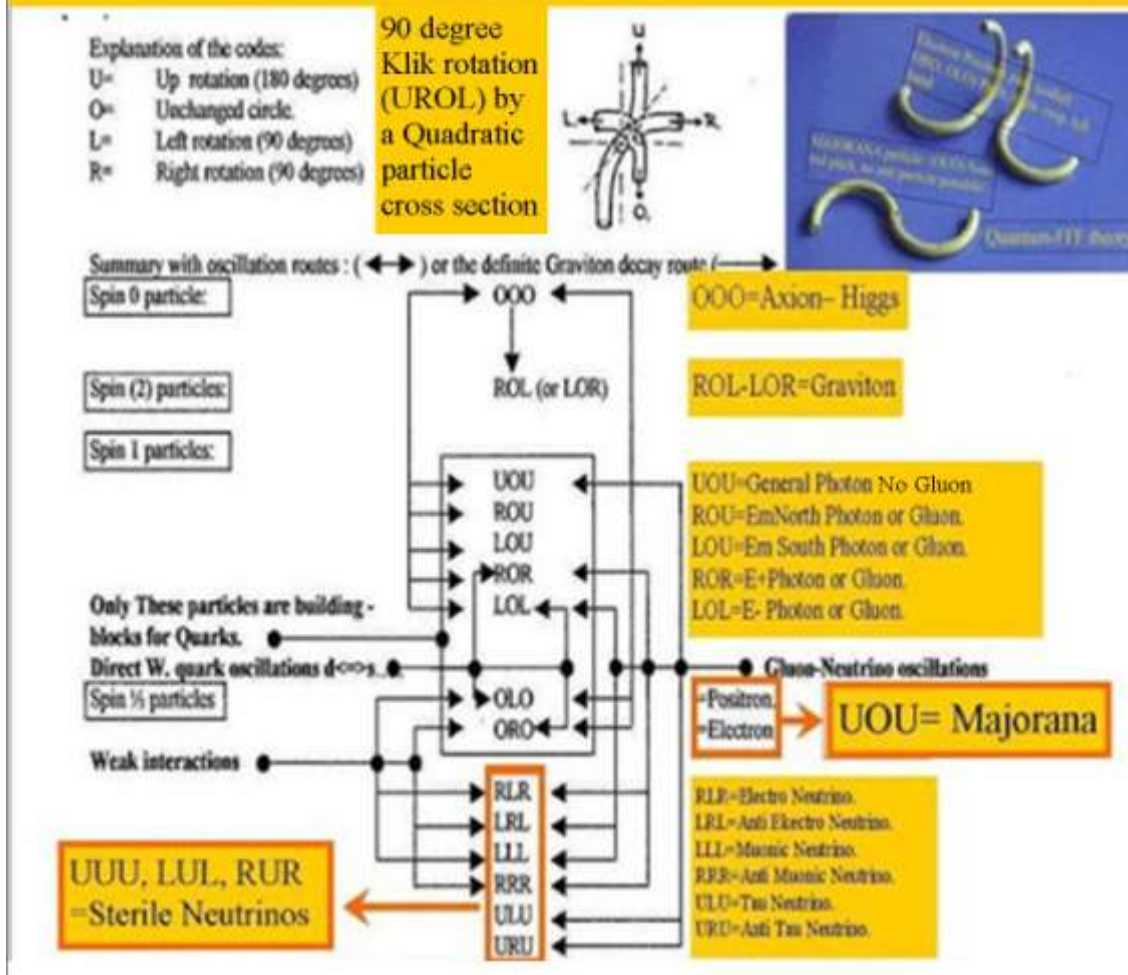 Explanation of the codes:
U= Up rotation (180 degrees)
O= Unchanged circle.
L= Left rotation (90 degrees)
R= Right rotation (90 degrees)
90 degree
Klik rotation
(UROL) by
a Quadratic
particle
cross section
U
L
R
O
MAJORANA particle
Quantum-FFF theory
Summary with oscillation routes : ( ) or the definite Graviton decay route (
Spin 0 particle:
OOO
OOO=Axion– Higgs
Spin (2) particles:
ROL (or LOR)
ROL-LOR=Graviton
Spin 1 particles:
UOU
ROU
LOU
ROR
LOL
UOU=General Photon No Gluon
ROU=EmNorth Photon or Gluon.
LOU=Em South Photon or Gluon.
ROR=E+Photon or Gluon.
LOL=E- Photon or Gluon.
Only These particles are building -
blocks for Quarks.
Direct W. quark oscillations d<=>s..
Gluon-Neutrino oscillations
Spin ½ particles
OLO
ORO
=Positron.
=Electron
UOU= Majorana
Weak interactions
RLR
LRL
LLL
RRR
ULU
URU
RLR=Electro Neutrino.
LRL=Anti Ekectro Neutrino.
LLL=Muonic Neutrino.
RRR=Anti Muonic Neutrino.
ULU=Tau Neutrino.
URU=Anti Tau Neutrino.
UUU, LUL, RUR
=Sterile Neutrinos